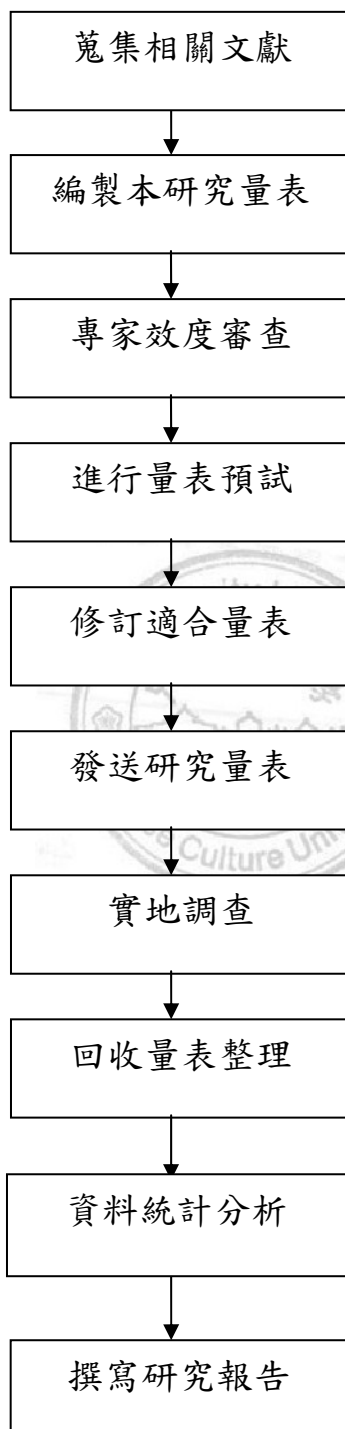 蒐集相關文獻
編製本研究量表
專家效度審查
進行量表預試
修訂適合量表
發送研究量表
Culture Un
實地調查
回收量表整理
資料統計分析
撰寫研究報告